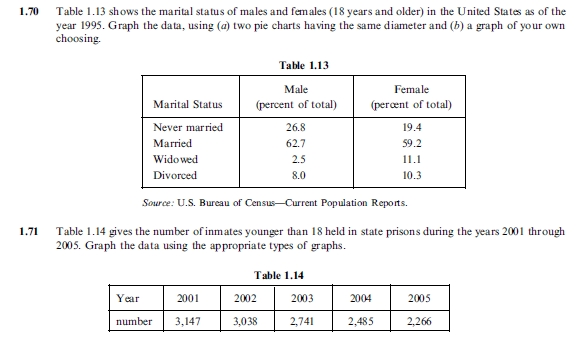 1.70 Table 1.13 shows the marital status of males and females (18 years and older) in the United States as of the
year 1995. Graph the data, using (a) two pie charts having the same diameter and (b) a graph of your own
choosing.
Table 1.13
Marital Status Male (percent of total) Female (percent of total)
Never married 26.8 19.4
Married 62.7 59.2
Widowed 2.5 11.1
Divorced 8.0 10.3
Source: U.S. Bureau of Census—Current Population Reports.
1.71 Table 1.14 gives the number of inmates younger than 18 held in state prisons during the years 2001 through
2005. Graph the data using the appropriate types of graphs.
Table 1.14
Year 2001 2002 2003 2004 2005
number 3,147 3,038 2,741 2,485 2,266